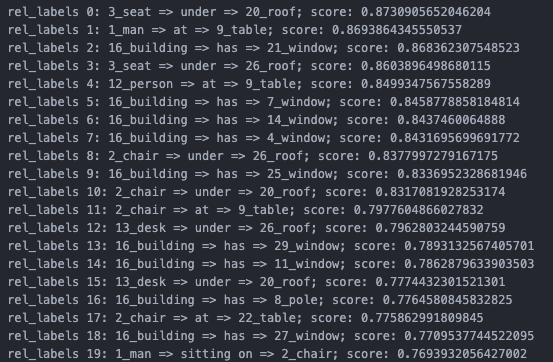 rel_labels 0: 3_seat => under => 20_roof; score: 0.8730905652046204
rel_labels 1: 1_man => at => 9_table; score: 0.8693864345550537
rel_labels 2: 16_building => has => 21_window; score: 0.868362307548523
rel_labels 3: 3_seat => under => 26_roof; score: 0.8603896498680115
rel_labels 4: 12_person => at => 9_table; score: 0.8499347567558289
rel_labels 5: 16_building => has => 7_window; score: 0.8458778858184814
rel_labels 6: 16_building => has => 14_window; score: 0.8437460064888
rel_labels 7: 16_building => has => 4_window; score: 0.8431695699691772
rel_labels 8: 2_chair => under => 26_roof; score: 0.8377997279167175
rel_labels 9: 16_building => has => 25_window; score: 0.8336952328681946
rel_labels 10: 2_chair => under => 20_roof; score: 0.8317081928253174
rel_labels 11: 2_chair => at => 9_table; score: 0.7977604866027832
rel_labels 12: 13_desk => under => 26_roof; score: 0.7962803244590759
rel_labels 13: 16_building => has => 29_window; score: 0.7893132567405701
rel_labels 14: 16_building => has => 11_window; score: 0.7862879633903503
rel_labels 15: 13_desk => under => 20_roof; score: 0.7774432301521301
rel_labels 16: 16_building => has => 8_pole; score: 0.7764580845832825
rel_labels 17: 2_chair => at => 22_table; score: 0.775862991809845
rel_labels 18: 16_building => has => 27_window; score: 0.7709537744522095
rel_labels 19: 1_man => sitting on => 2_chair; score: 0.7693932056427002